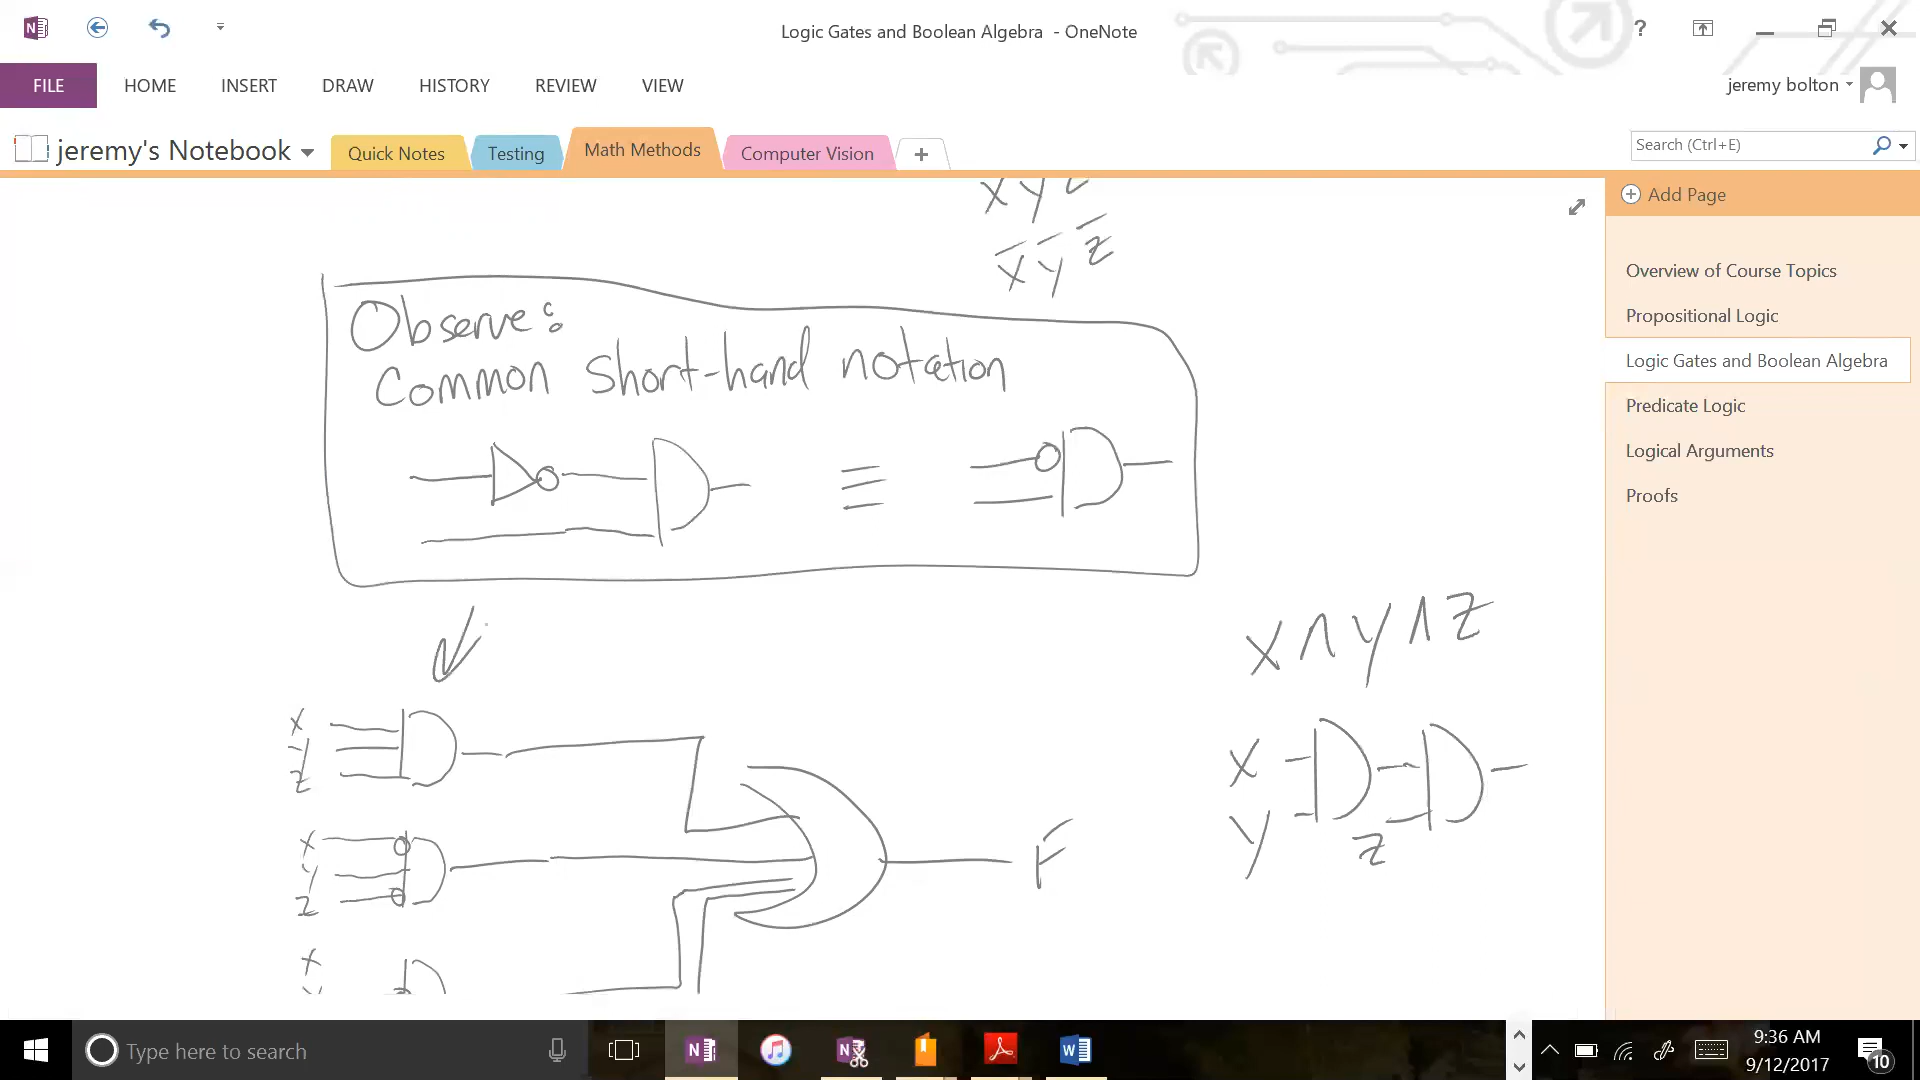 Logic Gates and Boolean Algebra - OneNote
?
FILE HOME INSERT DRAW HISTORY REVIEW VIEW
jeremy bolton
jeremy's Notebook
Quick Notes
Testing
Math Methods
Computer Vision
+
Search (Ctrl+E)
Add Page
Overview of Course Topics
Propositional Logic
Logic Gates and Boolean Algebra
Predicate Logic
Logical Arguments
Proofs
x y z
x̅ y̅ z̅
Observe:
Common short-hand notation
≡
x ∧ y ∧ z
x
y
z
x
y
z
F
x
y
z
x
y
Type here to search
9:36 AM
9/12/2017
10